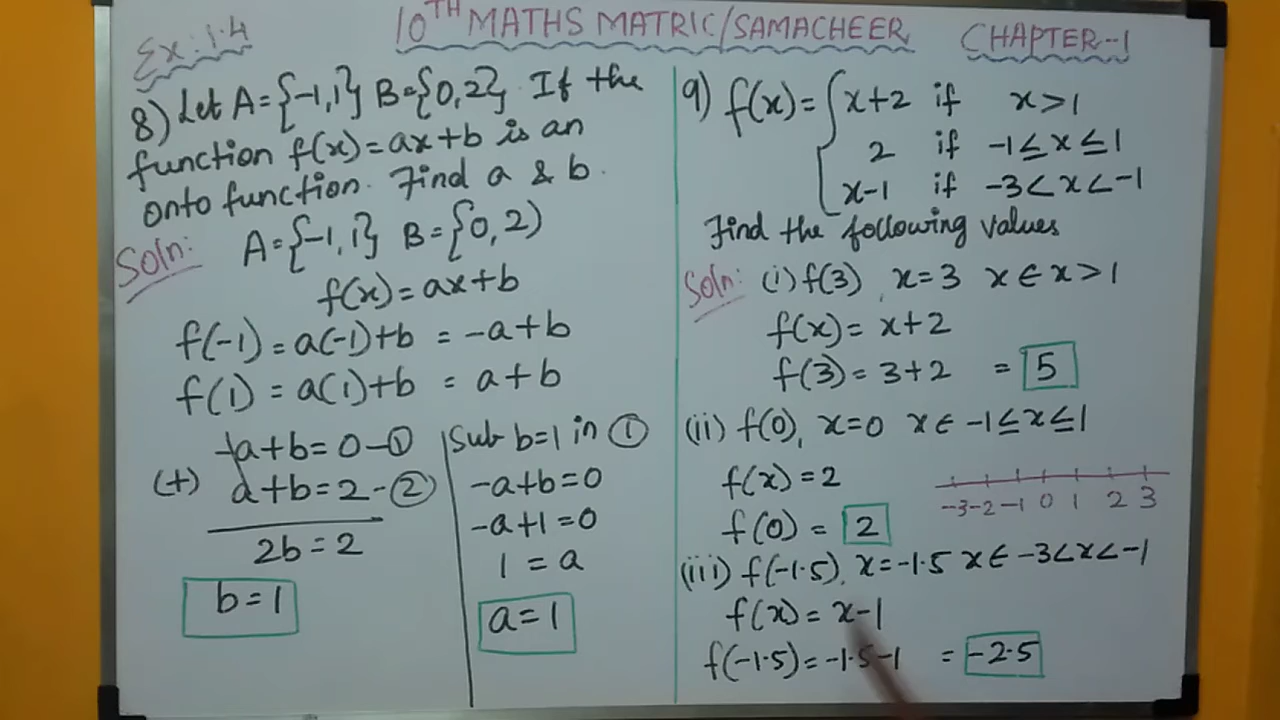 Ex: 1.4
10TH MATHS MATRIC/SAMACHEER
CHAPTER-1
8) Let A={-1,1} B={0,2}. If the
function f(x)=ax+b is an
onto function. Find a & b.
Soln: A={-1,1} B={0,2)
f(x)=ax+b
f(-1)=a(-1)+b = -a+b
f(1)=a(1)+b = a+b
-a+b=0-①
(+) a+b=2-②
2b=2
b=1
Sub b=1 in ①
-a+b=0
-a+1=0
1=a
a=1
9) f(x)={x+2 if x>1
2 if -1≤x≤1
x-1 if -3<x<-1
Find the following values
Soln: (i) f(3), x=3 x∈x>1
f(x)=x+2
f(3)=3+2 = 5
(ii) f(0), x=0 x∈ -1≤x≤1
f(x)=2
-3 -2 -1 0 1 2 3
f(0)= 2
(iii) f(-1.5), x=-1.5 x∈ -3<x<-1
f(x)=x-1
f(-1.5)=-1.5-1 = -2.5